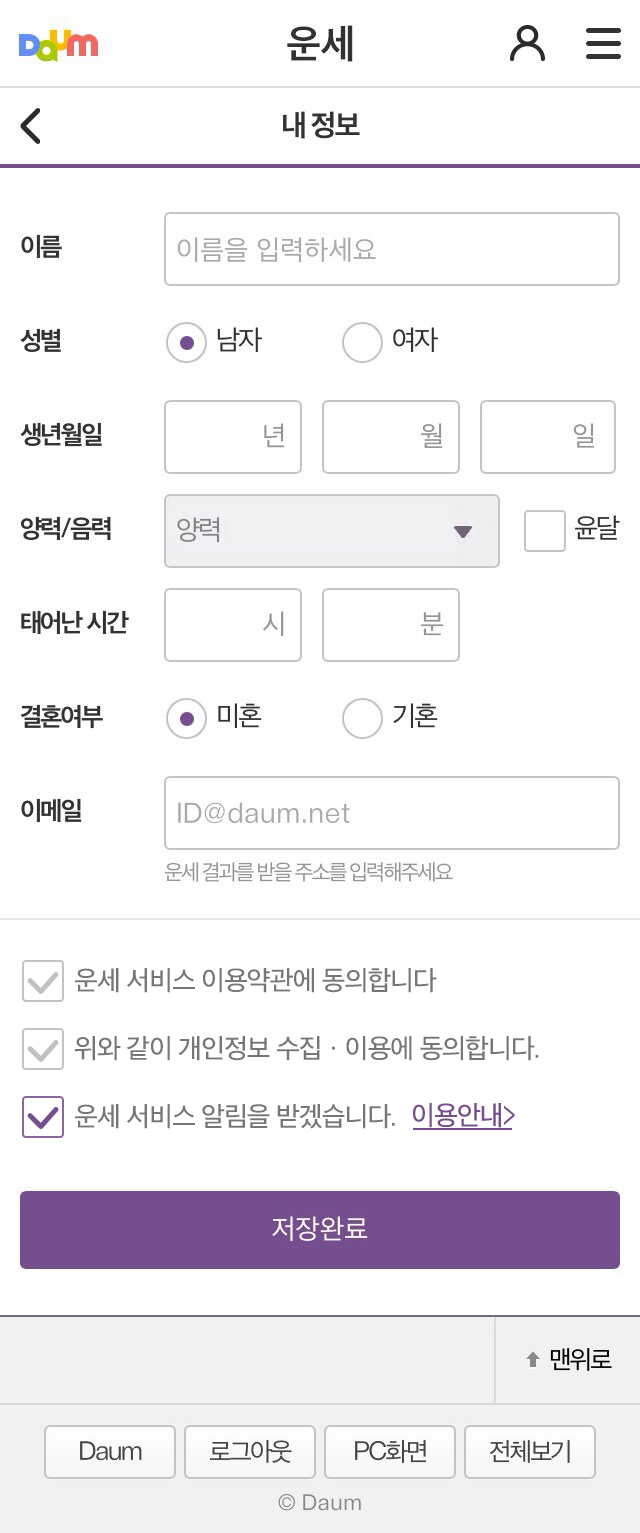 Daum 운세
내 정보
이름 이름을 입력하세요
성별 남자 여자
생년월일 년 월 일
양력/음력 양력 윤달
태어난 시간 시 분
결혼여부 미혼 기혼
이메일 ID@daum.net
운세 결과를 받을 주소를 입력해주세요
운세 서비스 이용약관에 동의합니다
위와 같이 개인정보 수집 · 이용에 동의합니다.
운세 서비스 알림을 받겠습니다. 이용안내>
저장완료
맨위로
Daum 로그아웃 PC화면 전체보기
© Daum